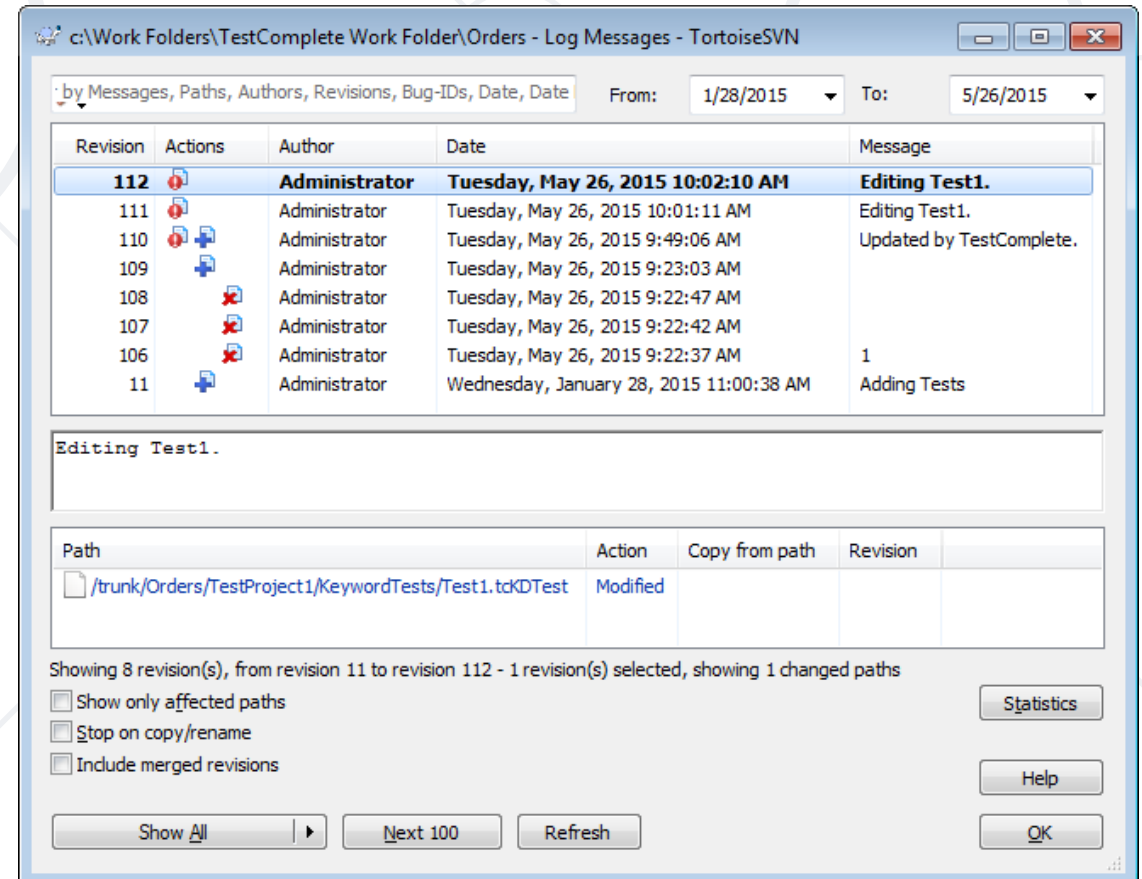 c:\Work Folders\TestComplete Work Folder\Orders - Log Messages - TortoiseSVN
by Messages, Paths, Authors, Revisions, Bug-IDs, Date, Date From: 1/28/2015 To: 5/26/2015
Revision Actions Author Date Message
112 Administrator Tuesday, May 26, 2015 10:02:10 AM Editing Test1.
111 Administrator Tuesday, May 26, 2015 10:01:11 AM Editing Test1.
110 Administrator Tuesday, May 26, 2015 9:49:06 AM Updated by TestComplete.
109 Administrator Tuesday, May 26, 2015 9:23:03 AM
108 Administrator Tuesday, May 26, 2015 9:22:47 AM
107 Administrator Tuesday, May 26, 2015 9:22:42 AM
106 Administrator Tuesday, May 26, 2015 9:22:37 AM 1
11 Administrator Wednesday, January 28, 2015 11:00:38 AM Adding Tests
Editing Test1.
Path Action Copy from path Revision
/trunk/Orders/TestProject1/KeywordTests/Test1.tcKDTest Modified
Showing 8 revision(s), from revision 11 to revision 112 - 1 revision(s) selected, showing 1 changed paths
Show only affected paths
Statistics
Stop on copy/rename
Include merged revisions
Help
Show All Next 100 Refresh OK